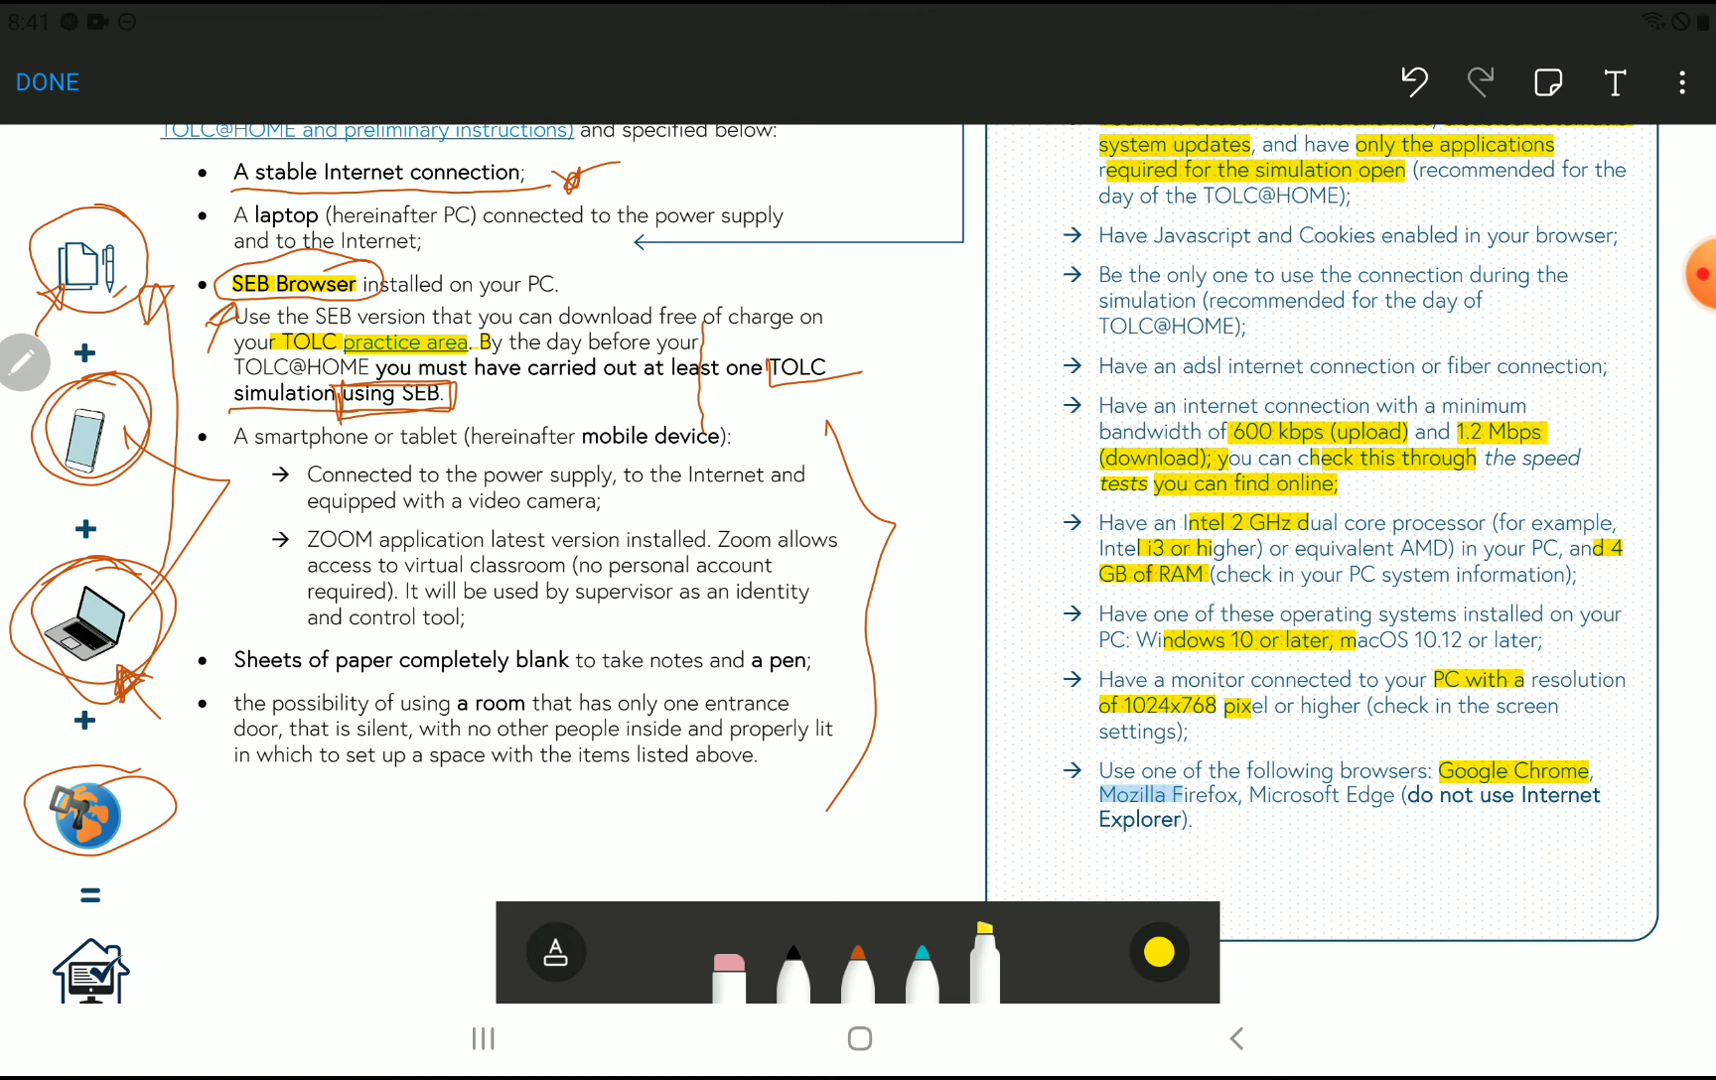 8:41
DONE
T
TOLC@HOME and preliminary instructions) and specified below:
• A stable Internet connection;
• A laptop (hereinafter PC) connected to the power supply
and to the Internet;
• SEB Browser installed on your PC.
Use the SEB version that you can download free of charge on
your TOLC practice area. By the day before your
TOLC@HOME you must have carried out at least one TOLC
simulation using SEB.
• A smartphone or tablet (hereinafter mobile device):
→ Connected to the power supply, to the Internet and
equipped with a video camera;
→ ZOOM application latest version installed. Zoom allows
access to virtual classroom (no personal account
required). It will be used by supervisor as an identity
and control tool;
• Sheets of paper completely blank to take notes and a pen;
• the possibility of using a room that has only one entrance
door, that is silent, with no other people inside and properly lit
in which to set up a space with the items listed above.
+
+
+
=
system updates, and have only the applications
required for the simulation open (recommended for the
day of the TOLC@HOME);
→ Have Javascript and Cookies enabled in your browser;
→ Be the only one to use the connection during the
simulation (recommended for the day of
TOLC@HOME);
→ Have an adsl internet connection or fiber connection;
→ Have an internet connection with a minimum
bandwidth of 600 kbps (upload) and 1.2 Mbps
(download); you can check this through the speed
tests you can find online;
→ Have an Intel 2 GHz dual core processor (for example,
Intel i3 or higher) or equivalent AMD) in your PC, and 4
GB of RAM (check in your PC system information);
→ Have one of these operating systems installed on your
PC: Windows 10 or later, macOS 10.12 or later;
→ Have a monitor connected to your PC with a resolution
of 1024x768 pixel or higher (check in the screen
settings);
→ Use one of the following browsers: Google Chrome,
Mozilla Firefox, Microsoft Edge (do not use Internet
Explorer).
A